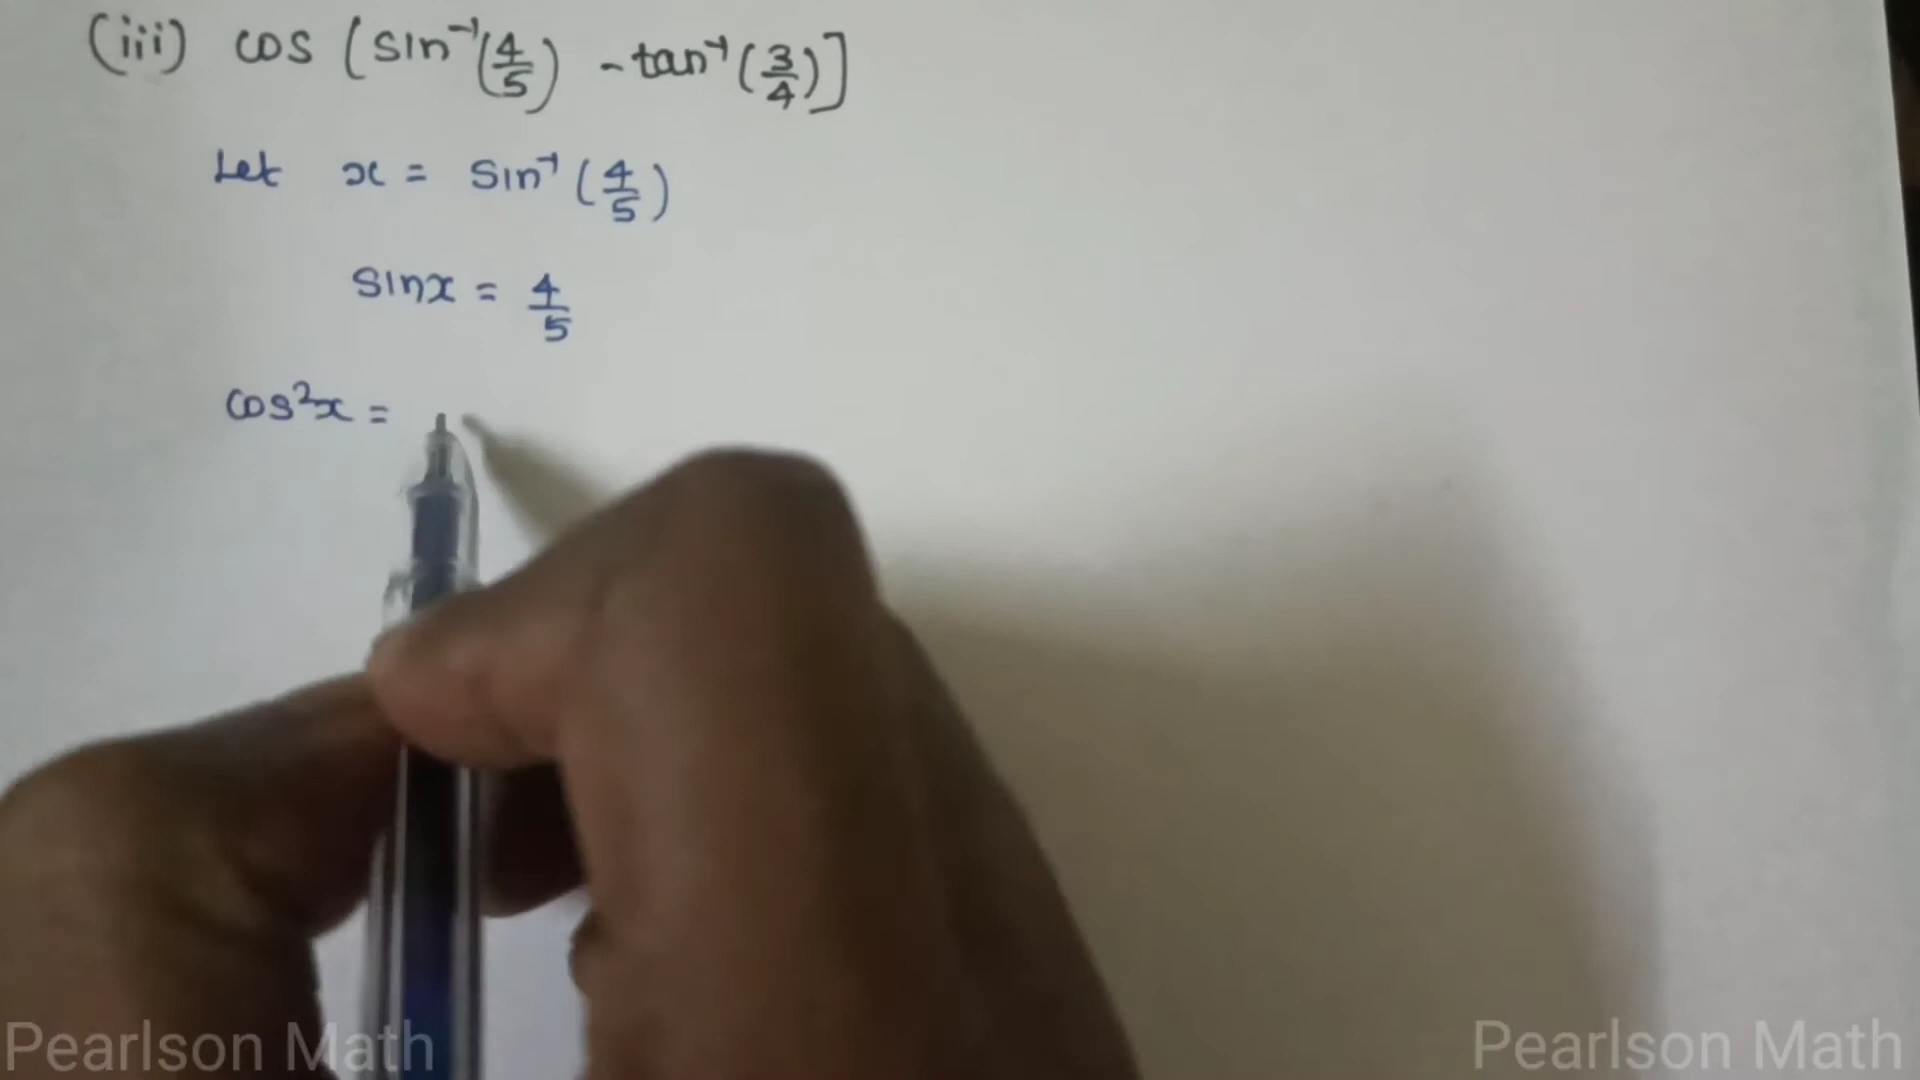 (iii) cos [sin⁻¹(4/5) - tan⁻¹(3/4)]
Let x = sin⁻¹(4/5)
sinx = 4/5
cos²x =
Pearlson Math
Pearlson Math